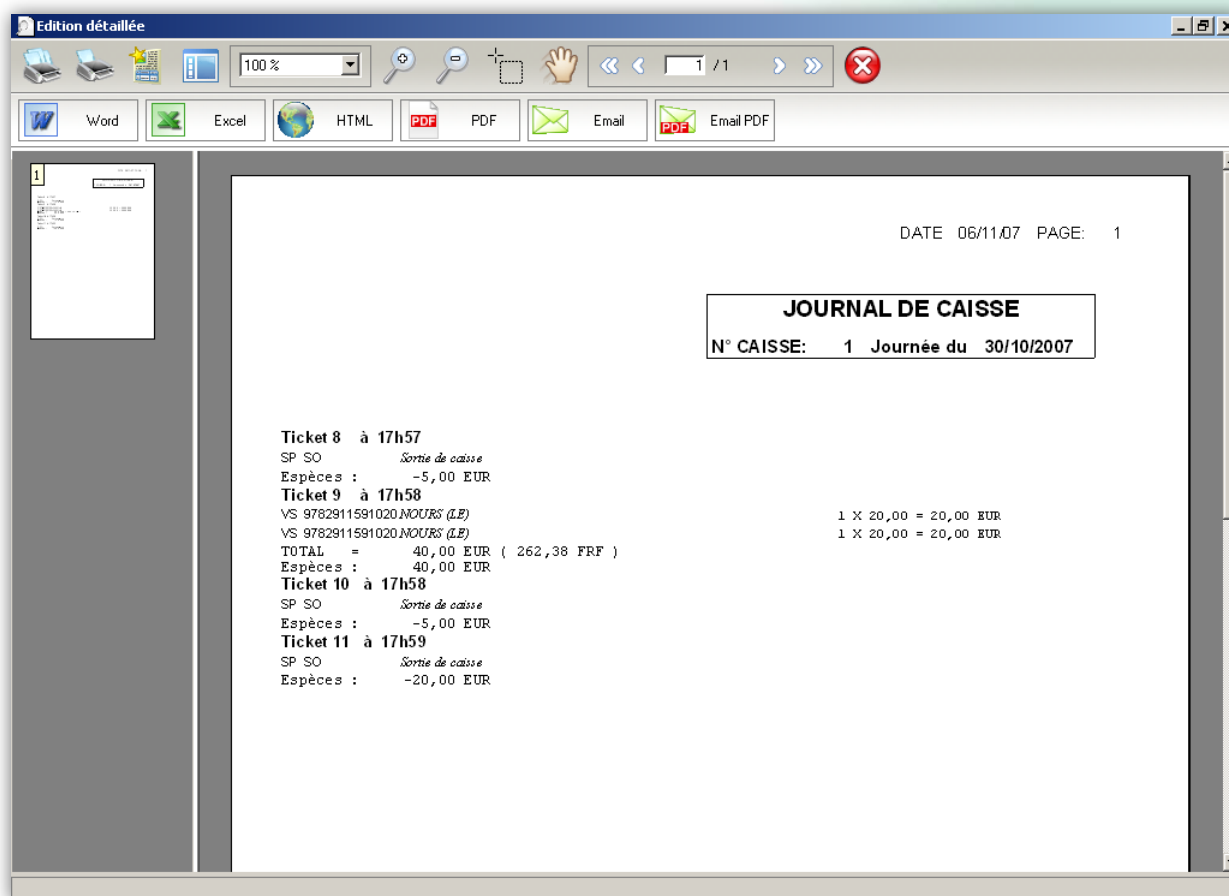 Edition détaillée
100 %
1 / 1
Word Excel HTML PDF Email Email PDF
1
DATE 06/11/07 PAGE: 1
JOURNAL DE CAISSE
N° CAISSE: 1 Journée du 30/10/2007
Ticket 8 à 17h57
SP SO Sortie de caisse
Espèces : -5,00 EUR
Ticket 9 à 17h58
VS 9782911591020 NOURS (LE) 1 X 20,00 = 20,00 EUR
VS 9782911591020 NOURS (LE) 1 X 20,00 = 20,00 EUR
TOTAL = 40,00 EUR ( 262,38 FRF )
Espèces : 40,00 EUR
Ticket 10 à 17h58
SP SO Sortie de caisse
Espèces : -5,00 EUR
Ticket 11 à 17h59
SP SO Sortie de caisse
Espèces : -20,00 EUR